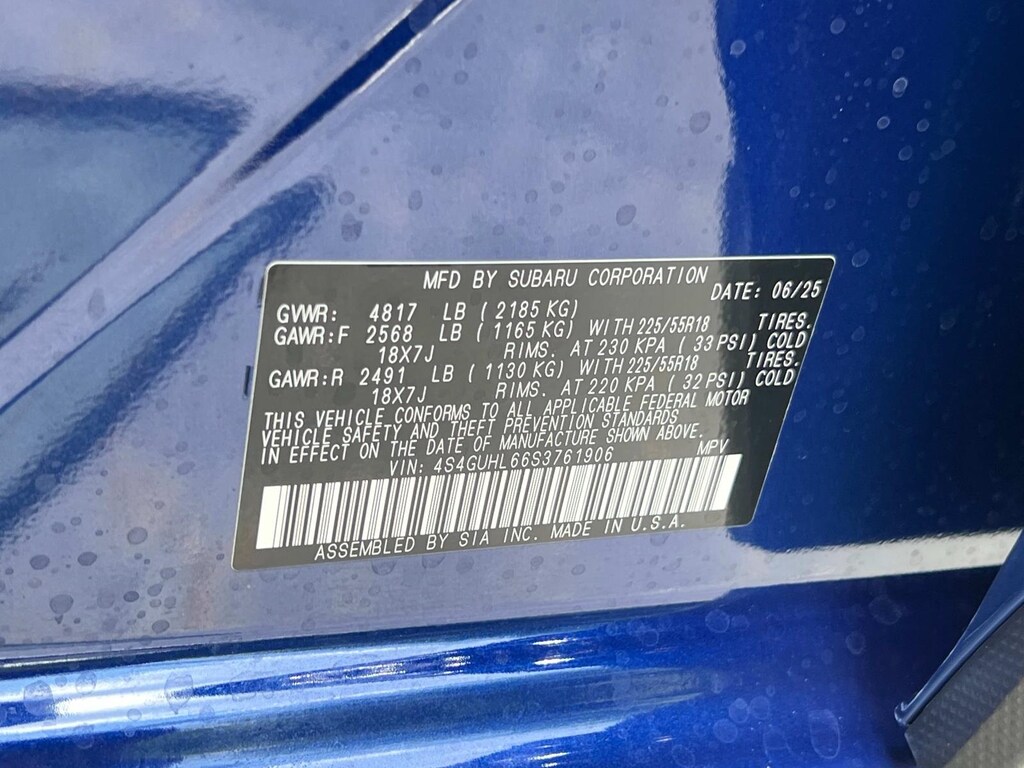 MFD BY SUBARU CORPORATION DATE: 06/25
GVWR: 4817 LB ( 2185 KG)
GAWR:F 2568 LB ( 1165 KG) WITH 225/55R18 TIRES.
18X7J RIMS. AT 230 KPA ( 33 PSI) COLD
GAWR:R 2491 LB ( 1130 KG) WITH 225/55R18 TIRES.
18X7J RIMS. AT 220 KPA ( 32 PSI) COLD
THIS VEHICLE CONFORMS TO ALL APPLICABLE FEDERAL MOTOR
VEHICLE SAFETY AND THEFT PREVENTION STANDARDS
IN EFFECT ON THE DATE OF MANUFACTURE SHOWN ABOVE.
VIN: 4S4GUHL66S3761906 MPV
ASSEMBLED BY SIA INC. MADE IN U.S.A.